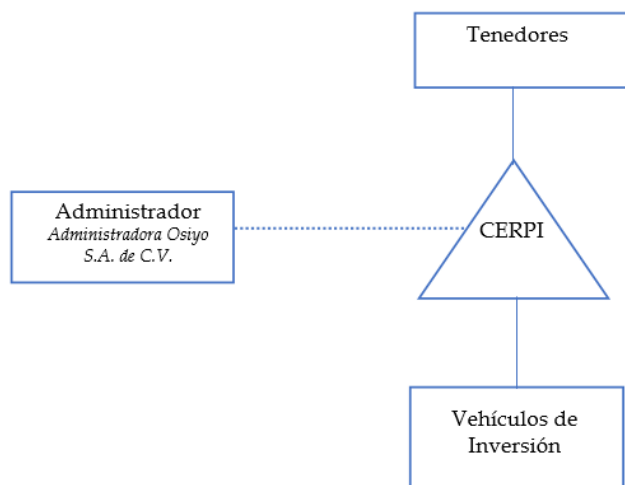 Tenedores
Administrador
Administradora Osiyo
S.A. de C.V.
CERPI
Vehículos de
Inversión